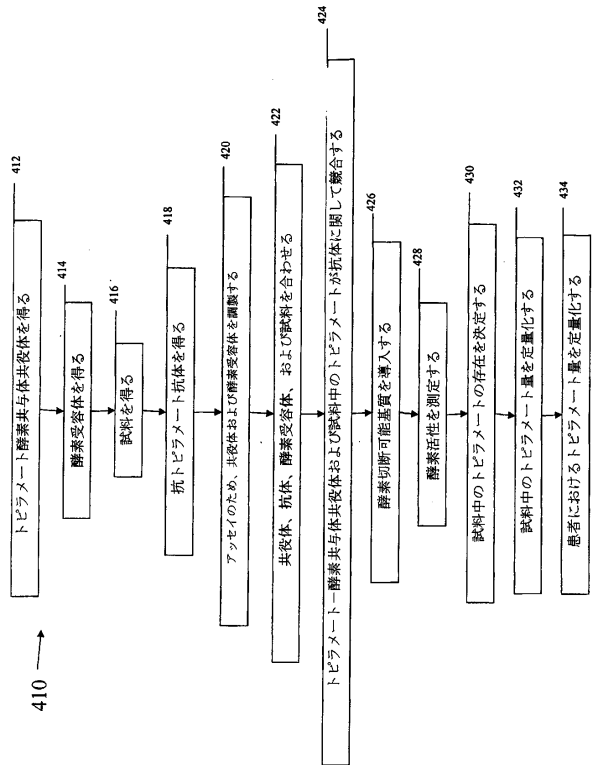 410
412
トピラメート酵素共与体共役体を得る
414
酵素受容体を得る
416
試料を得る
418
抗トピラメート抗体を得る
420
アッセイのため、共役体および酵素受容体を調製する
422
共役体、抗体、酵素受容体、および試料を合わせる
424
トピラメート－酵素共与体共役体および試料中のトピラメートが抗体に関して競合する
426
酵素切断可能基質を導入する
428
酵素活性を測定する
430
試料中のトピラメートの存在を決定する
432
試料中のトピラメート量を定量化する
434
患者におけるトピラメート量を定量化する